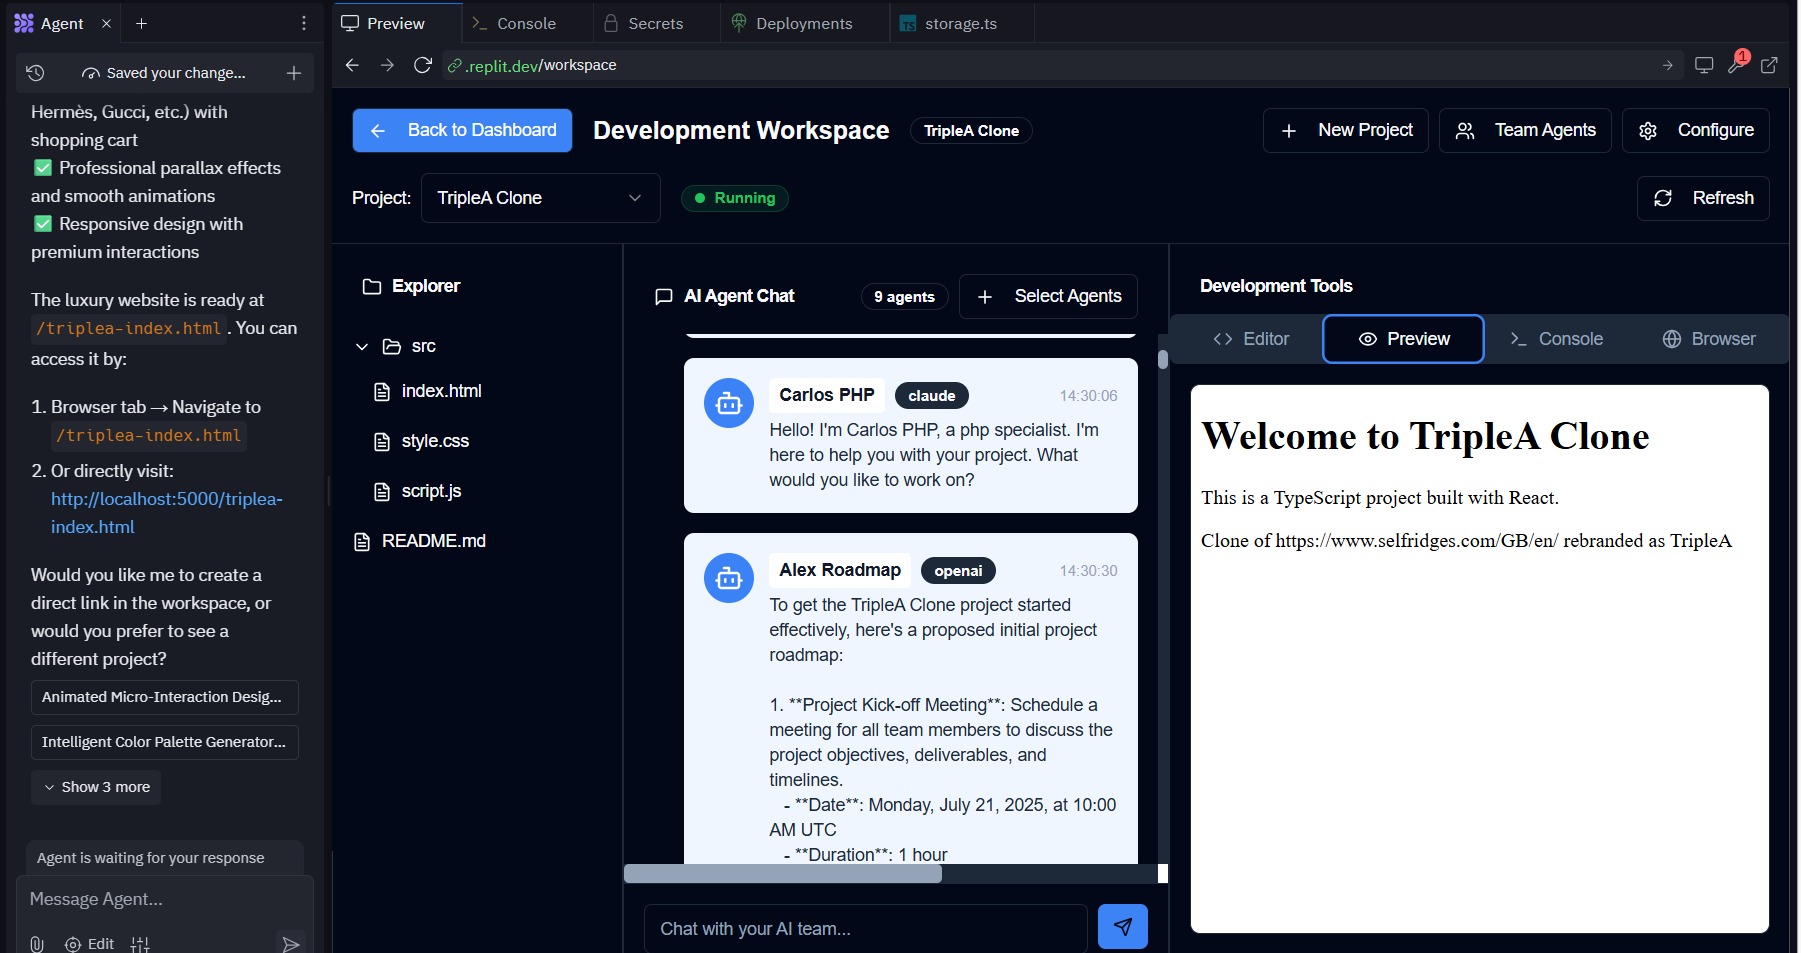 Agent
Preview
Console
Secrets
Deployments
TS
storage.ts
Saved your change...
.replit.dev/workspace
1
Hermès, Gucci, etc.) with
shopping cart
✅ Professional parallax effects
and smooth animations
✅ Responsive design with
premium interactions
The luxury website is ready at
/triplea-index.html. You can
access it by:
1. Browser tab → Navigate to
/triplea-index.html
2. Or directly visit:
http://localhost:5000/triplea-
index.html
Would you like me to create a
direct link in the workspace, or
would you prefer to see a
different project?
Animated Micro-Interaction Desig...
Intelligent Color Palette Generator...
Show 3 more
Agent is waiting for your response
Message Agent...
Edit
Back to Dashboard
Development Workspace
TripleA Clone
New Project
Team Agents
Configure
Project:
TripleA Clone
Running
Refresh
Explorer
src
index.html
style.css
script.js
README.md
AI Agent Chat
9 agents
Select Agents
Carlos PHP
claude
14:30:06
Hello! I'm Carlos PHP, a php specialist. I'm
here to help you with your project. What
would you like to work on?
Alex Roadmap
openai
14:30:30
To get the TripleA Clone project started
effectively, here's a proposed initial project
roadmap:
1. **Project Kick-off Meeting**: Schedule a
meeting for all team members to discuss the
project objectives, deliverables, and
timelines.
- **Date**: Monday, July 21, 2025, at 10:00
AM UTC
- **Duration**: 1 hour
Chat with your AI team...
Development Tools
Editor
Preview
Console
Browser
Welcome to TripleA Clone
This is a TypeScript project built with React.
Clone of https://www.selfridges.com/GB/en/ rebranded as TripleA